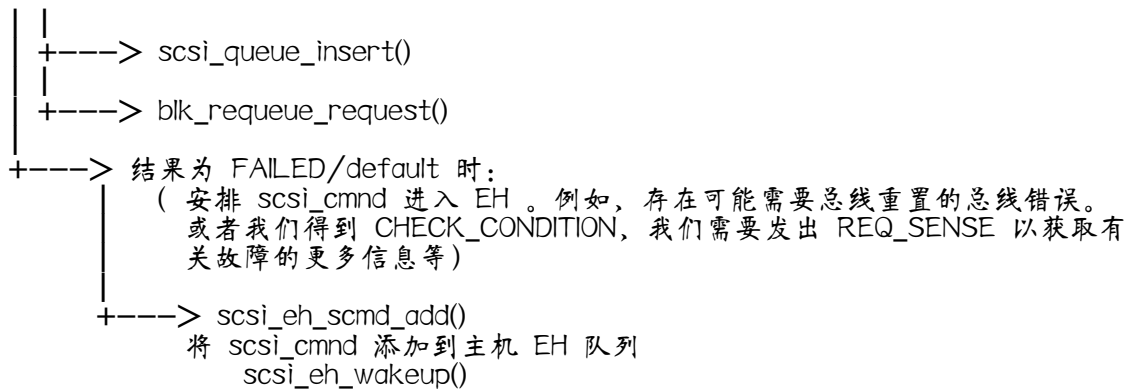 | |
| +---> scsi_queue_insert()
| |
| +---> blk_requeue_request()
|
+---> 结果为 FAILED/default 时：
| （ 安排 scsi_cmnd 进入 EH 。例如，存在可能需要总线重置的总线错误。
| 或者我们得到 CHECK_CONDITION，我们需要发出 REQ_SENSE 以获取有
| 关故障的更多信息等）
|
+---> scsi_eh_scmd_add()
将 scsi_cmnd 添加到主机 EH 队列
scsi_eh_wakeup()